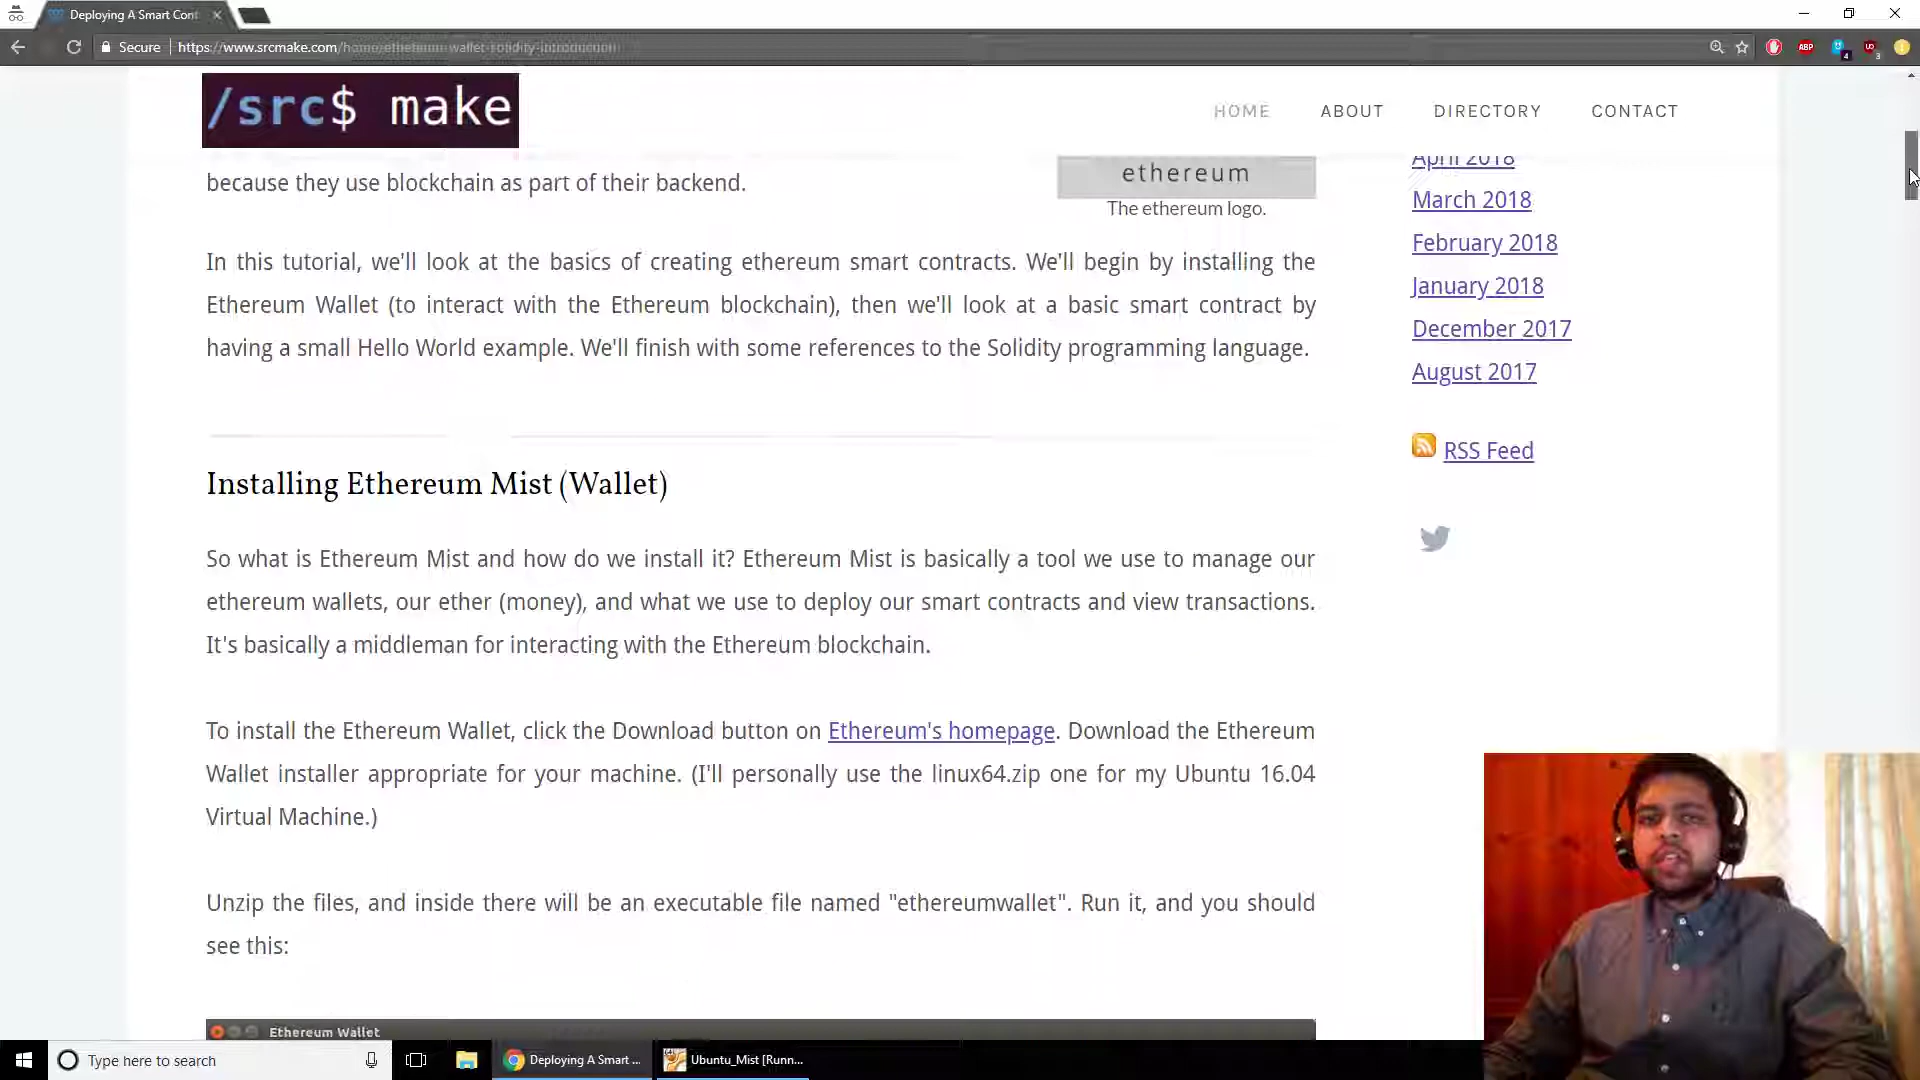 Deploying A Smart Cont
Secure
https://www.srcmake.com/home/ethereum-wallet-solidity-introduction
ABP
4
3
/src$ make
HOME
ABOUT
DIRECTORY
CONTACT
because they use blockchain as part of their backend.
ethereum
The ethereum logo.
April 2018
March 2018
February 2018
January 2018
December 2017
August 2017
RSS Feed
In this tutorial, we'll look at the basics of creating ethereum smart contracts. We'll begin by installing the
Ethereum Wallet (to interact with the Ethereum blockchain), then we'll look at a basic smart contract by
having a small Hello World example. We'll finish with some references to the Solidity programming language.
Installing Ethereum Mist (Wallet)
So what is Ethereum Mist and how do we install it? Ethereum Mist is basically a tool we use to manage our
ethereum wallets, our ether (money), and what we use to deploy our smart contracts and view transactions.
It's basically a middleman for interacting with the Ethereum blockchain.
To install the Ethereum Wallet, click the Download button on Ethereum's homepage. Download the Ethereum
Wallet installer appropriate for your machine. (I'll personally use the linux64.zip one for my Ubuntu 16.04
Virtual Machine.)
Unzip the files, and inside there will be an executable file named "ethereumwallet". Run it, and you should
see this:
Ethereum Wallet
Type here to search
Deploying A Smart ...
Ubuntu_Mist [Runn...